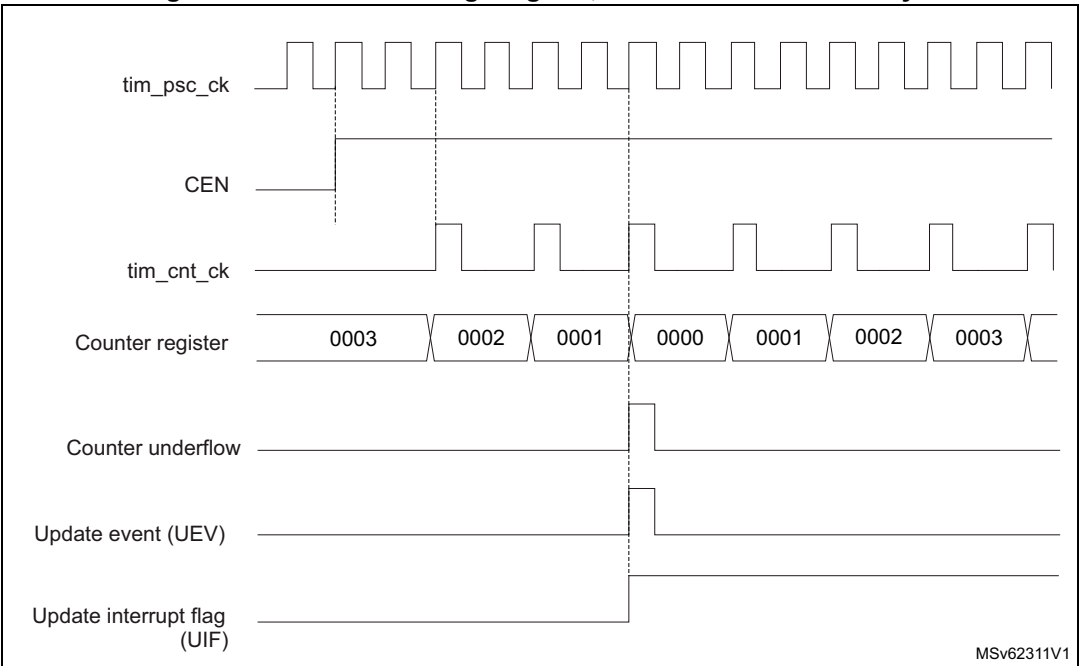 tim_psc_ck
CEN
tim_cnt_ck
Counter register 0003 0002 0001 0000 0001 0002 0003
Counter underflow
Update event (UEV)
Update interrupt flag
(UIF)
MSv62311V1